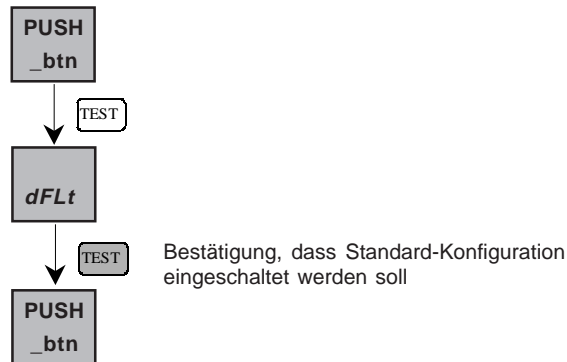 PUSH
_btn
TEST
dFLt
TEST
Bestätigung, dass Standard-Konfiguration
eingeschaltet werden soll
PUSH
_btn